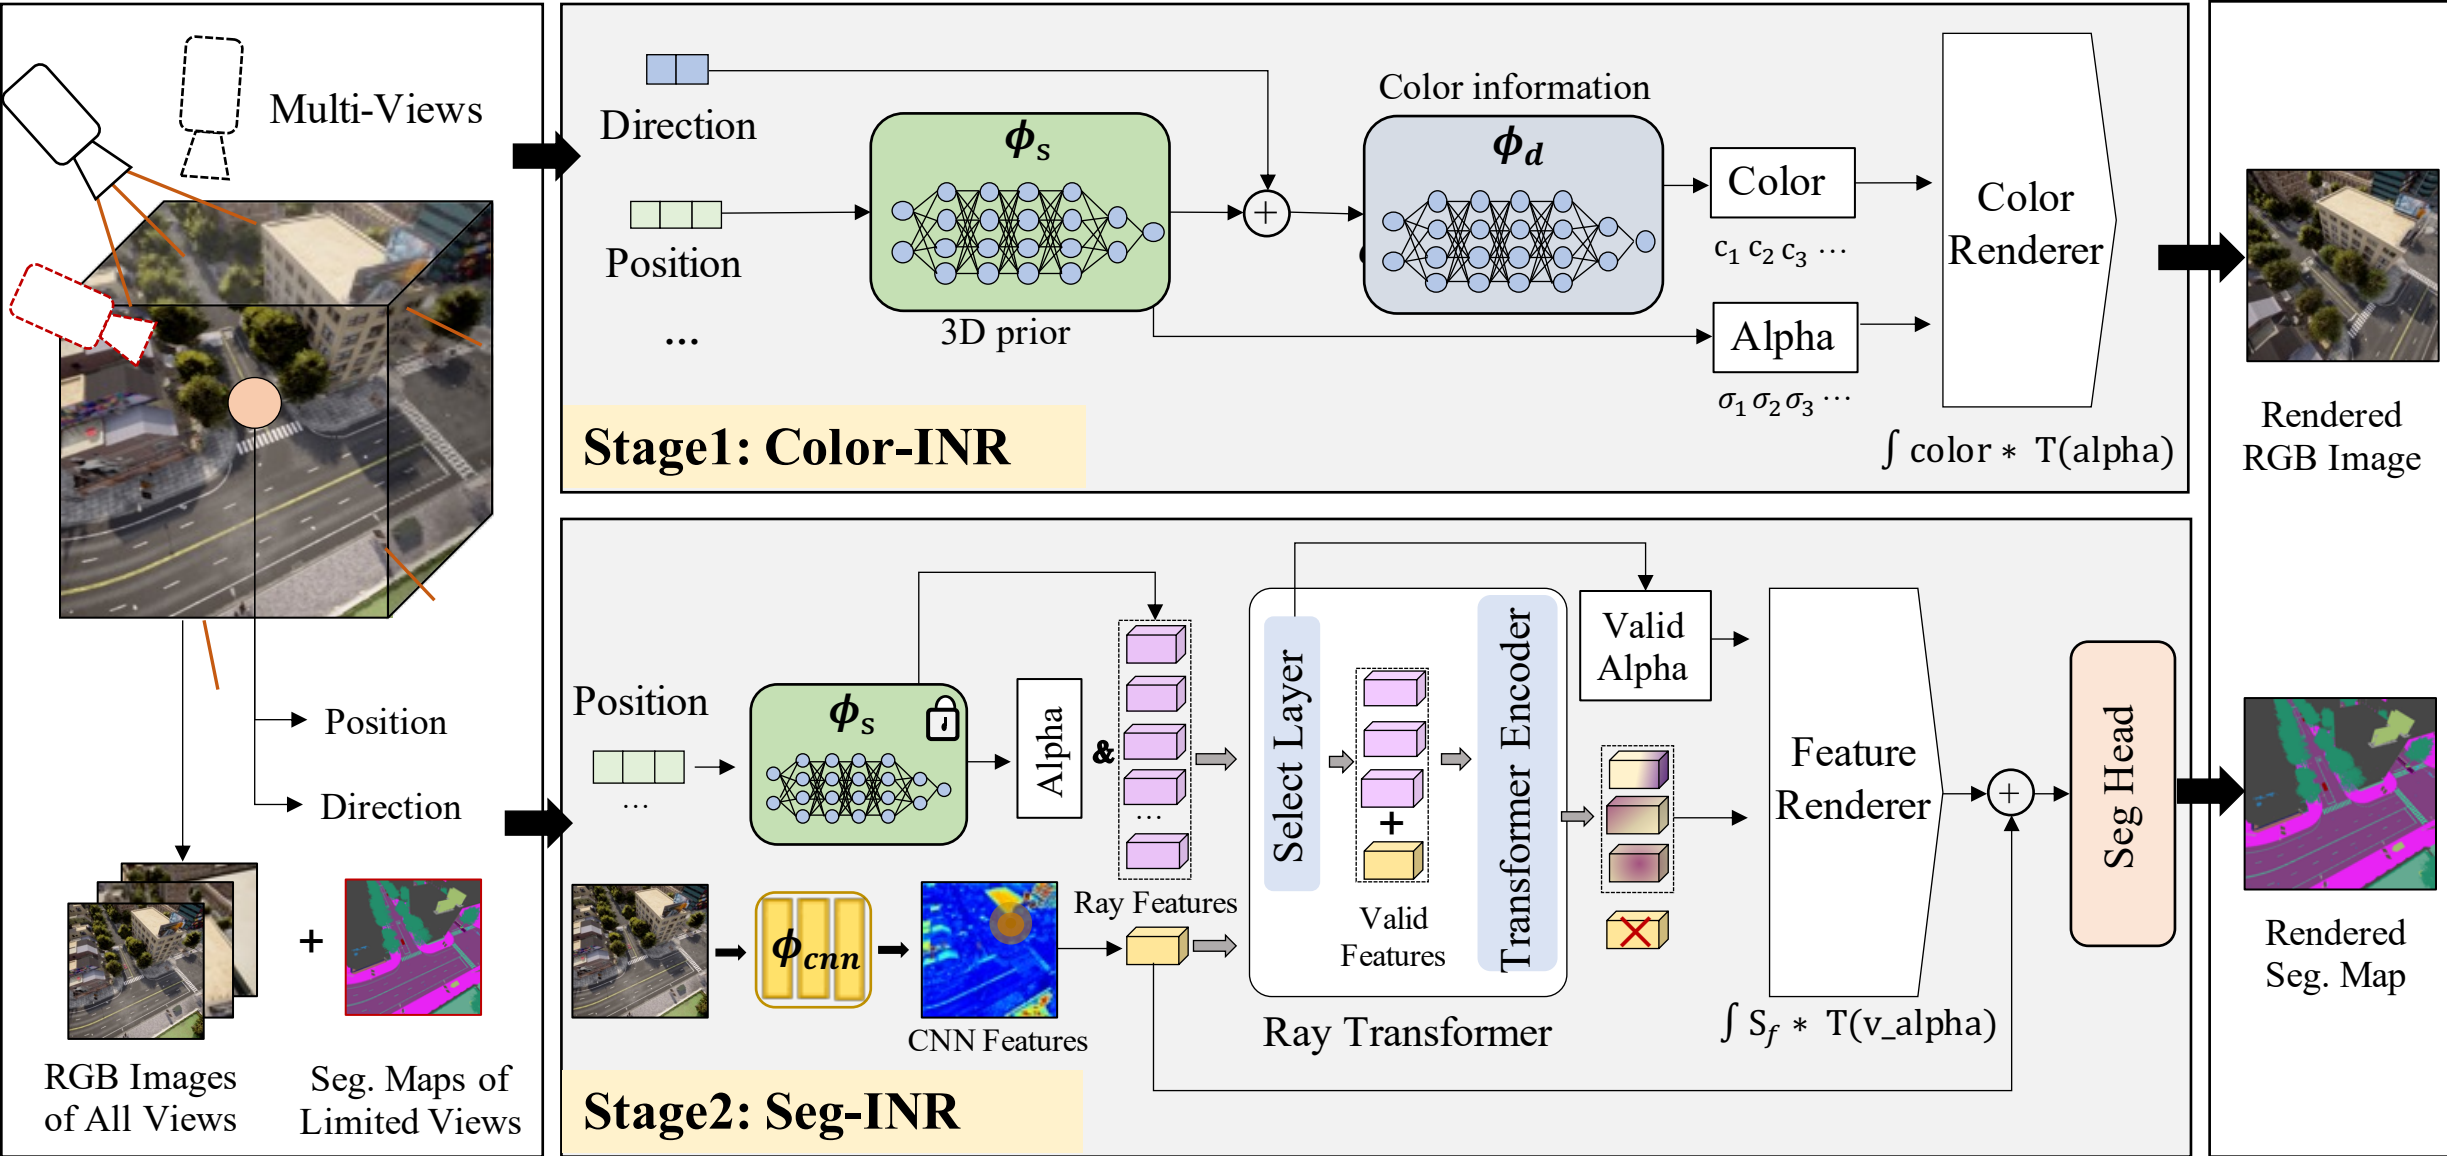 Multi-Views
Position
Direction
+
RGB Images
of All Views
Seg. Maps of
Limited Views
Direction
Position
...
ϕs
3D prior
+
Color information
ϕd
Color
c1 c2 c3 ⋯
Alpha
σ1 σ2 σ3 ⋯
Color
Renderer
∫ color ∗ T(alpha)
Stage1: Color-INR
Rendered
RGB Image
Position
...
ϕs
Alpha
&
...
Ray Features
ϕcnn
CNN Features
Select Layer
+
Valid
Features
Transformer Encoder
Ray Transformer
Valid
Alpha
Feature
Renderer
∫ Sf ∗ T(v_alpha)
+
Seg Head
Stage2: Seg-INR
Rendered
Seg. Map